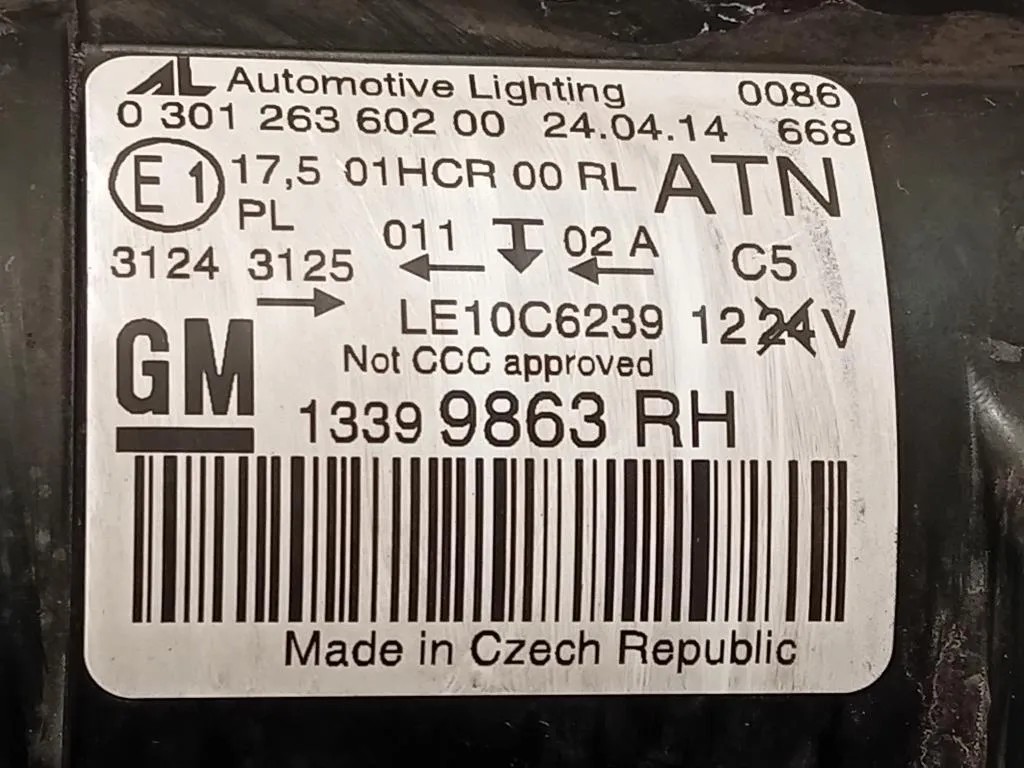 AL Automotive Lighting 0086
0 301 263 602 00 24.04.14 668
E1 17,5 01HCR 00 RL ATN
PL
011 02 A
3124 3125 C5
LE10C6239 12 24 V
Not CCC approved
GM
1339 9863 RH
Made in Czech Republic